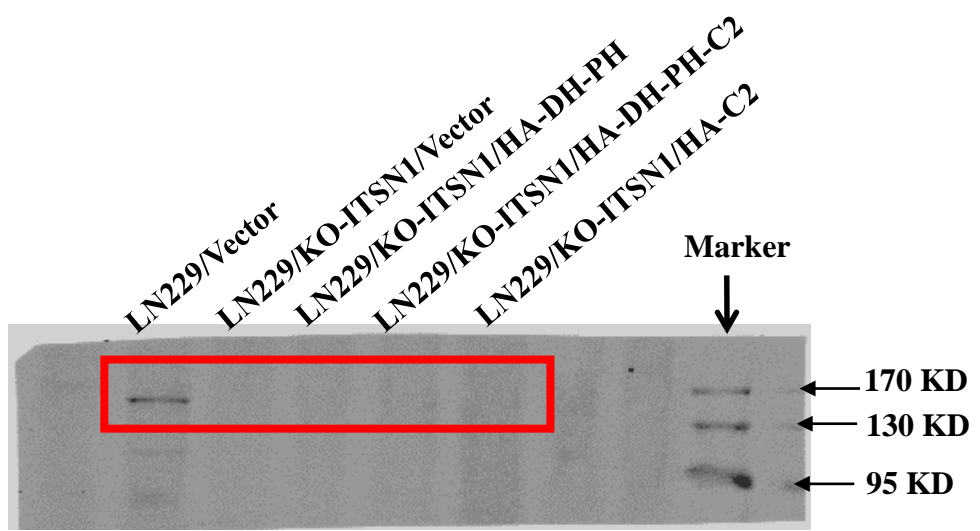 LN229/Vector
LN229/KO-ITSN1/Vector
LN229/KO-ITSN1/HA-DH-PH
LN229/KO-ITSN1/HA-DH-PH-C2
LN229/KO-ITSN1/HA-C2
Marker
170 KD
130 KD
95 KD